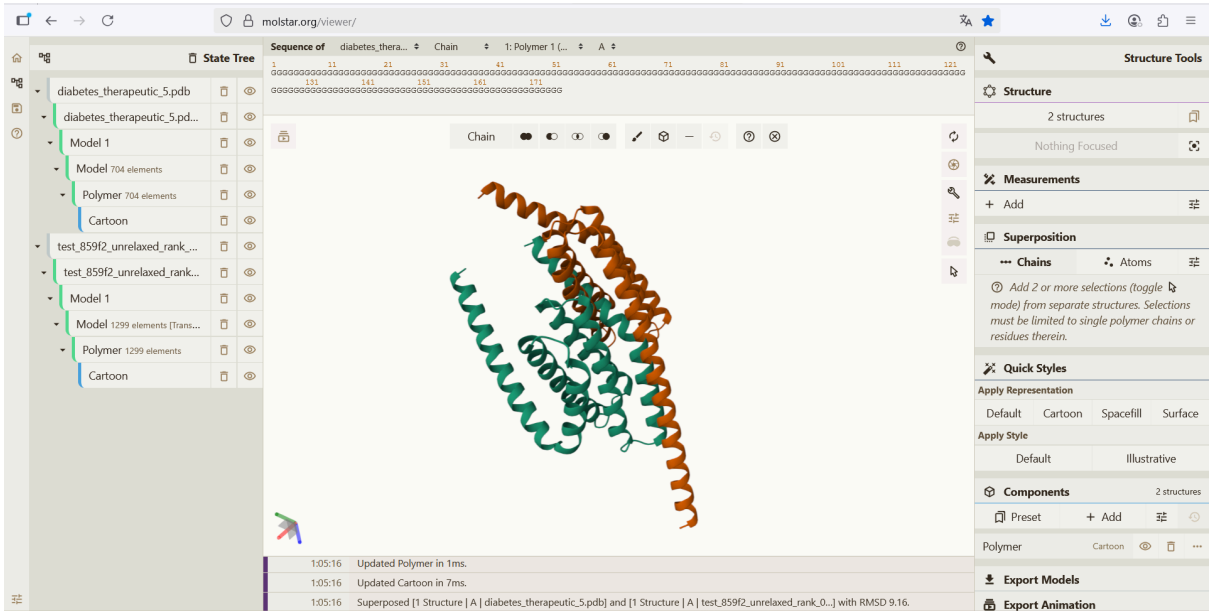 molstar.org/viewer/
State Tree
diabetes_therapeutic_5.pdb
diabetes_therapeutic_5.pd...
Model 1
Model 704 elements
Polymer 704 elements
Cartoon
test_859f2_unrelaxed_rank_...
test_859f2_unrelaxed_rank...
Model 1
Model 1299 elements [Trans...
Polymer 1299 elements
Cartoon
Sequence of diabetes_thera... Chain 1: Polymer 1 (... A
1 11 21 31 41 51 61 71 81 91 101 111 121
GGGGGGGGGGGGGGGGGGGGGGGGGGGGGGGGGGGGGGGGGGGGGGGGGGGGGGGGGGGGGGGGGGGGGGGGGGGGGGGGGGGGGGGGGGGGGGGGGGGGGGGGGGGGGGGGGGGGGGGGGGGG
131 141 151 161 171
GGGGGGGGGGGGGGGGGGGGGGGGGGGGGGGGGGGGGGGGGGGGGGGGGGGG
Chain
1:05:16 Updated Polymer in 1ms.
1:05:16 Updated Cartoon in 7ms.
1:05:16 Superposed [1 Structure | A | diabetes_therapeutic_5.pdb] and [1 Structure | A | test_859f2_unrelaxed_rank_0...] with RMSD 9.16.
Structure Tools
Structure
2 structures
Nothing Focused
Measurements
+ Add
Superposition
Chains Atoms
Add 2 or more selections (toggle
mode) from separate structures. Selections
must be limited to single polymer chains or
residues therein.
Quick Styles
Apply Representation
Default Cartoon Spacefill Surface
Apply Style
Default Illustrative
Components 2 structures
Preset + Add
Polymer Cartoon
Export Models
Export Animation